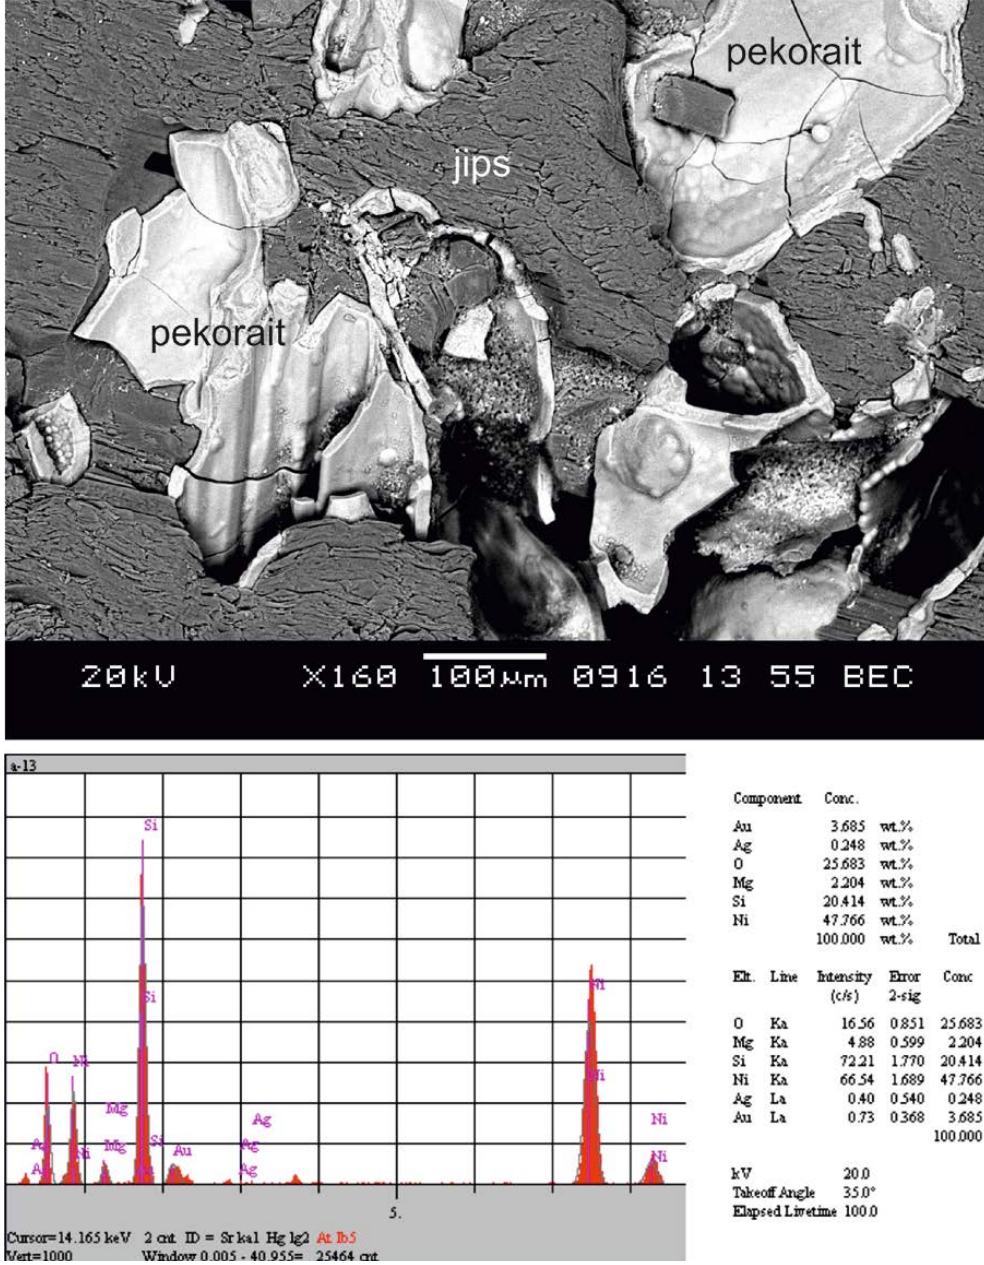 pekorait
jips
pekorait
20kV X160 100µm 0916 13 55 BEC
a-13
Si
Si
Ni
O Ni
Ni
Mg
Ag
Ni
Ag Ni Mg Si Au Ag
Ag Au Ag
Ni
5.
Cursor=14.165 keV 2 cnt ID = Sr ka1 Hg lg2 At lb5
Vert=1000 Window 0.005 - 40.955= 25464 cnt
Component Conc.
Au 3.685 wt.%
Ag 0.248 wt.%
O 25.683 wt.%
Mg 2.204 wt.%
Si 20.414 wt.%
Ni 47.766 wt.%
100.000 wt.% Total
Elt. Line Intensity Error Conc
(c/s) 2-sig
O Ka 16.56 0.851 25.683
Mg Ka 4.88 0.599 2.204
Si Ka 72.21 1.770 20.414
Ni Ka 66.54 1.689 47.766
Ag La 0.40 0.540 0.248
Au La 0.73 0.368 3.685
100.000
kV 20.0
Takeoff Angle 35.0°
Elapsed Livetime 100.0